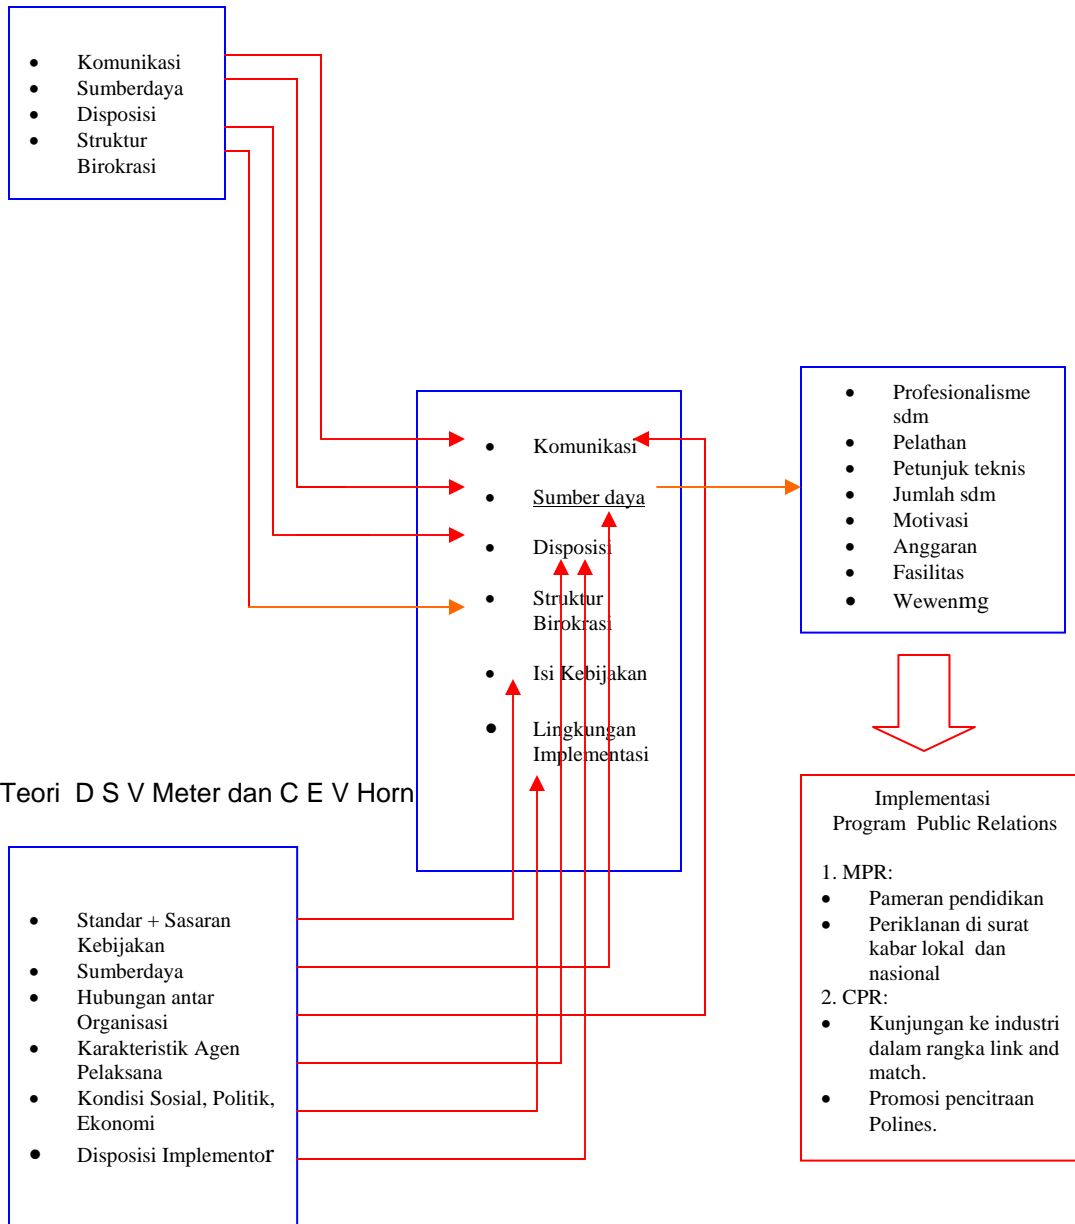 Komunikasi
Sumberdaya
Disposisi
Struktur
Birokrasi
Komunikasi
Sumber daya
Disposisi
Struktur
Birokrasi
Isi Kebijakan
Lingkungan
Implementasi
Profesionalisme
sdm
Pelathan
Petunjuk teknis
Jumlah sdm
Motivasi
Anggaran
Fasilitas
Wewenmg
Teori D S V Meter dan C E V Horn
Standar + Sasaran
Kebijakan
Sumberdaya
Hubungan antar
Organisasi
Karakteristik Agen
Pelaksana
Kondisi Sosial, Politik,
Ekonomi
Disposisi Implementor
Implementasi
Program Public Relations
1. MPR:
Pameran pendidikan
Periklanan di surat
kabar lokal dan
nasional
2. CPR:
Kunjungan ke industri
dalam rangka link and
match.
Promosi pencitraan
Polines.